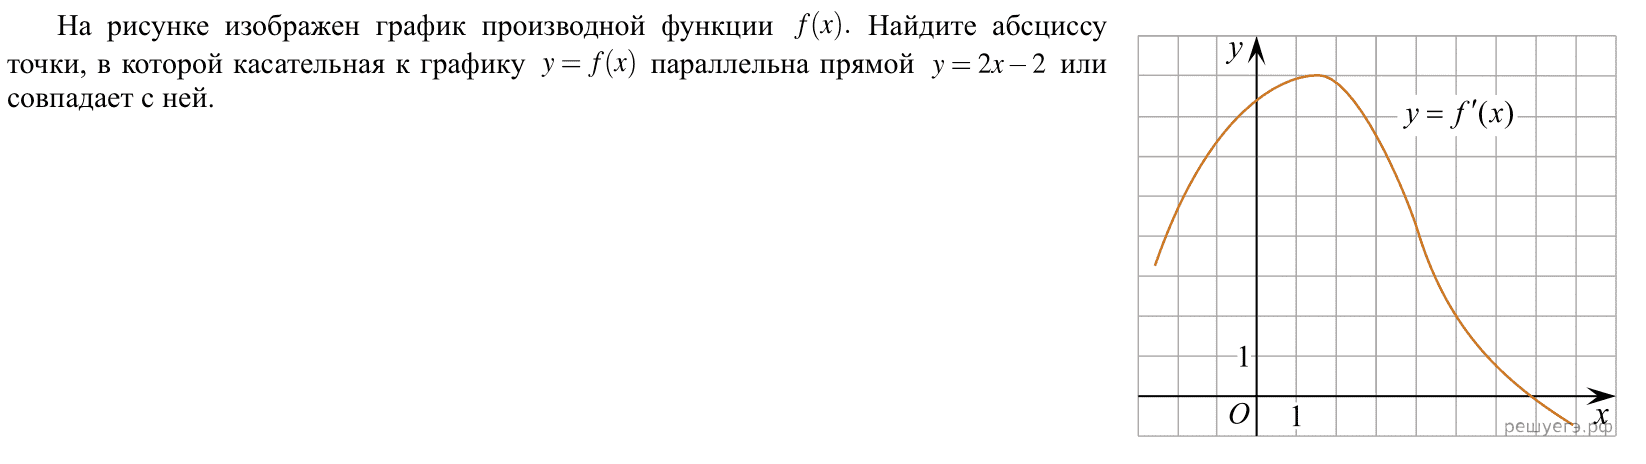 На рисунке изображен график производной функции f(x). Найдите абсциссу
точки, в которой касательная к графику y = f(x) параллельна прямой y = 2x − 2 или
совпадает с ней.
y
y = f ′(x)
1
O
1
x
решуегэ.рф